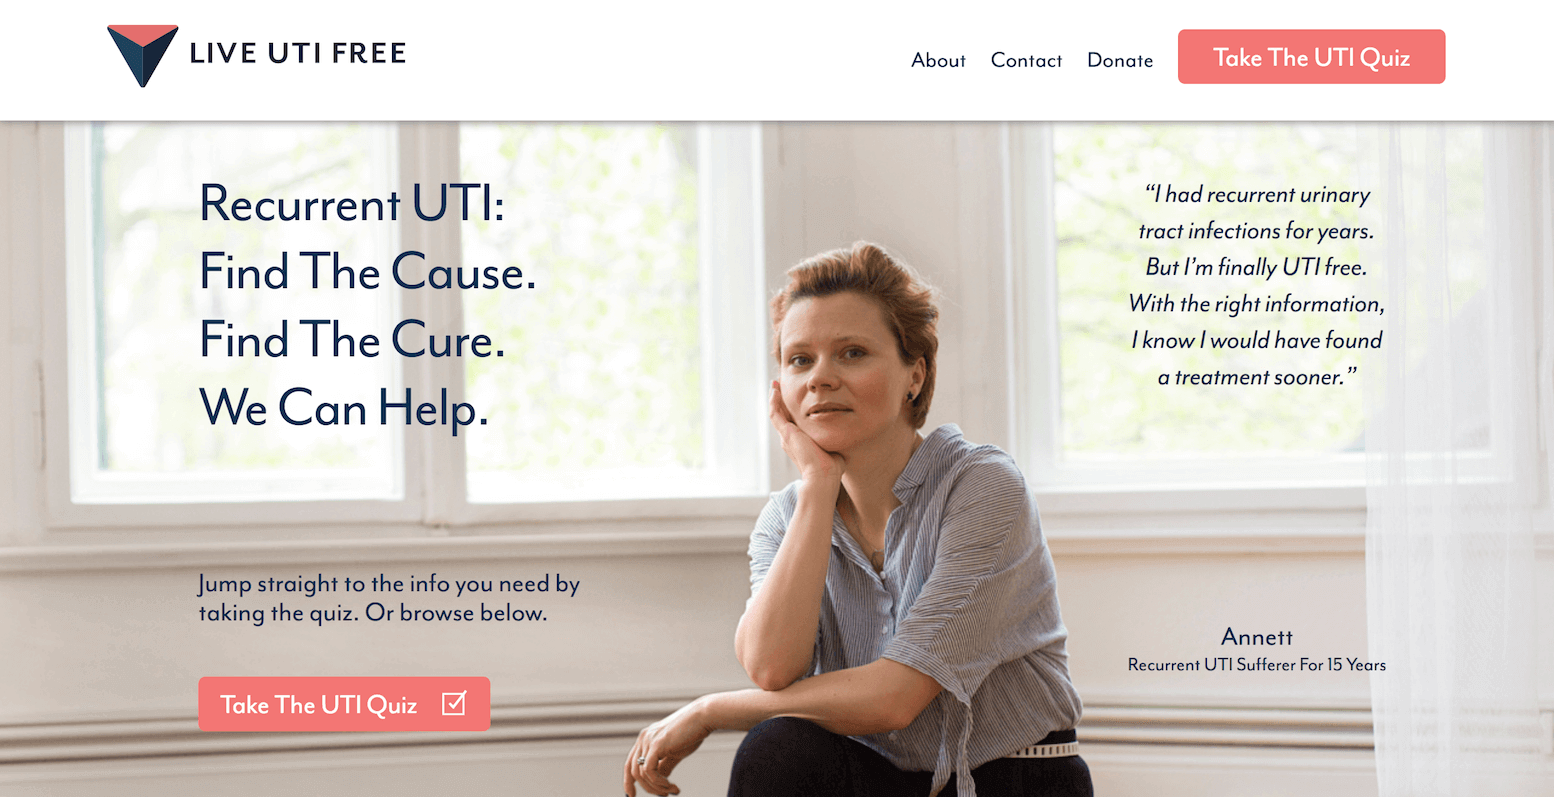 LIVE UTI FREE
About
Contact
Donate
Take The UTI Quiz
Recurrent UTI:
Find The Cause.
Find The Cure.
We Can Help.
Jump straight to the info you need by
taking the quiz. Or browse below.
Take The UTI Quiz
“I had recurrent urinary
tract infections for years.
But I’m finally UTI free.
With the right information,
I know I would have found
a treatment sooner.”
Annett
Recurrent UTI Sufferer For 15 Years